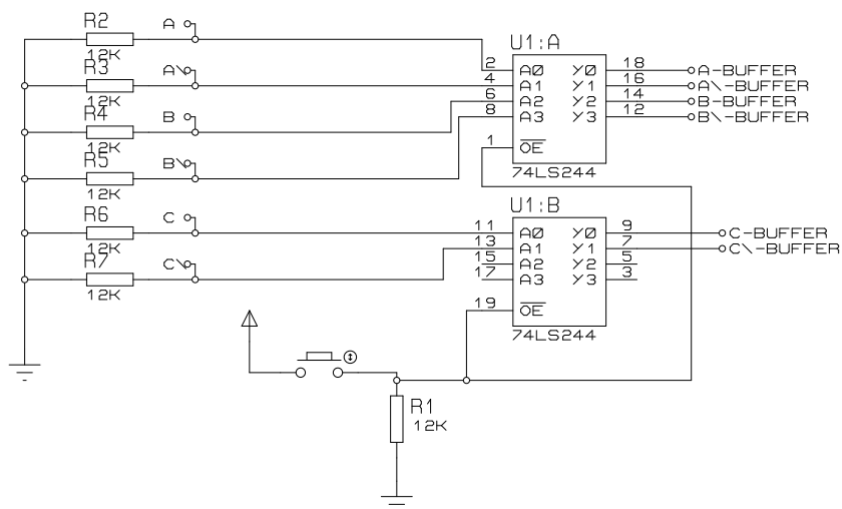 R2
12K
A
R3
12K
A\
R4
12K
B
R5
12K
B\
R6
12K
C
R7
12K
C\
U1:A
2 A0 Y0 18 A-BUFFER
4 A1 Y1 16 A\-BUFFER
6 A2 Y2 14 B-BUFFER
8 A3 Y3 12 B\-BUFFER
1 OE
74LS244
U1:B
11 A0 Y0 9 C-BUFFER
13 A1 Y1 7 C\-BUFFER
15 A2 Y2 5
17 A3 Y3 3
19 OE
74LS244
R1
12K